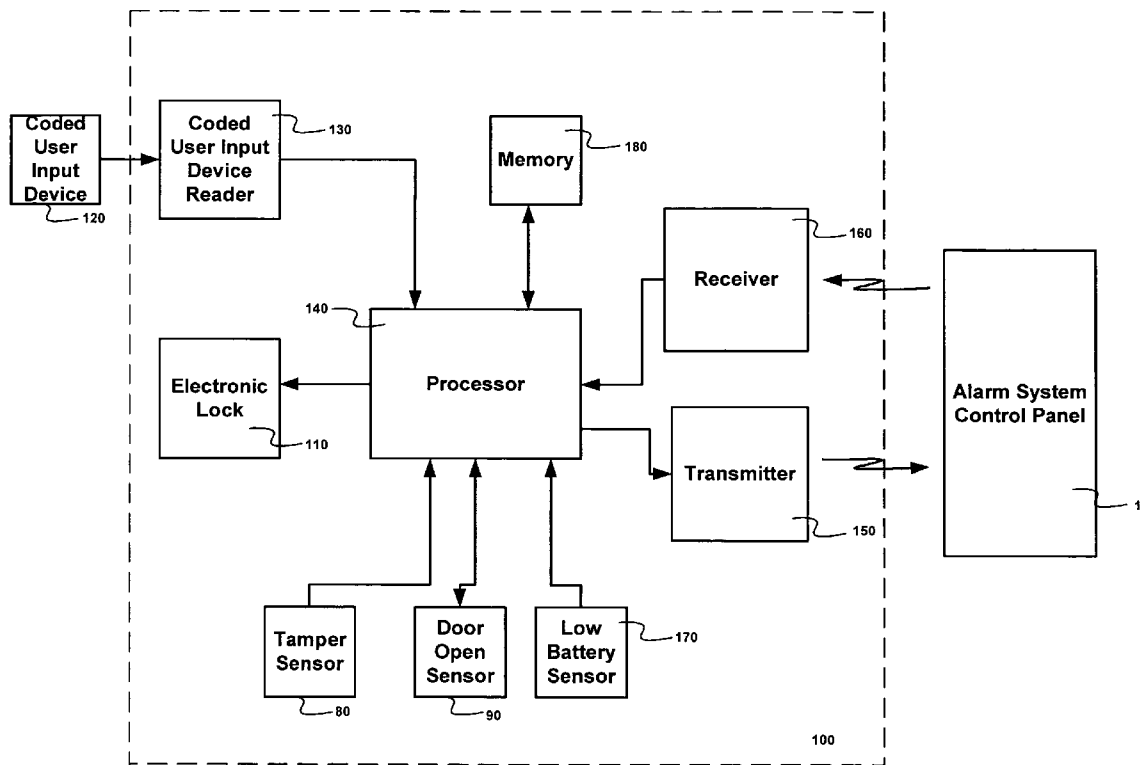 Coded
User
Input
Device
120
Coded
User Input
Device
Reader
130
Memory
180
Receiver
160
140
Processor
Electronic
Lock
110
Alarm System
Control Panel
1
Transmitter
150
Tamper
Sensor
80
Door
Open
Sensor
90
Low
Battery
Sensor
170
100